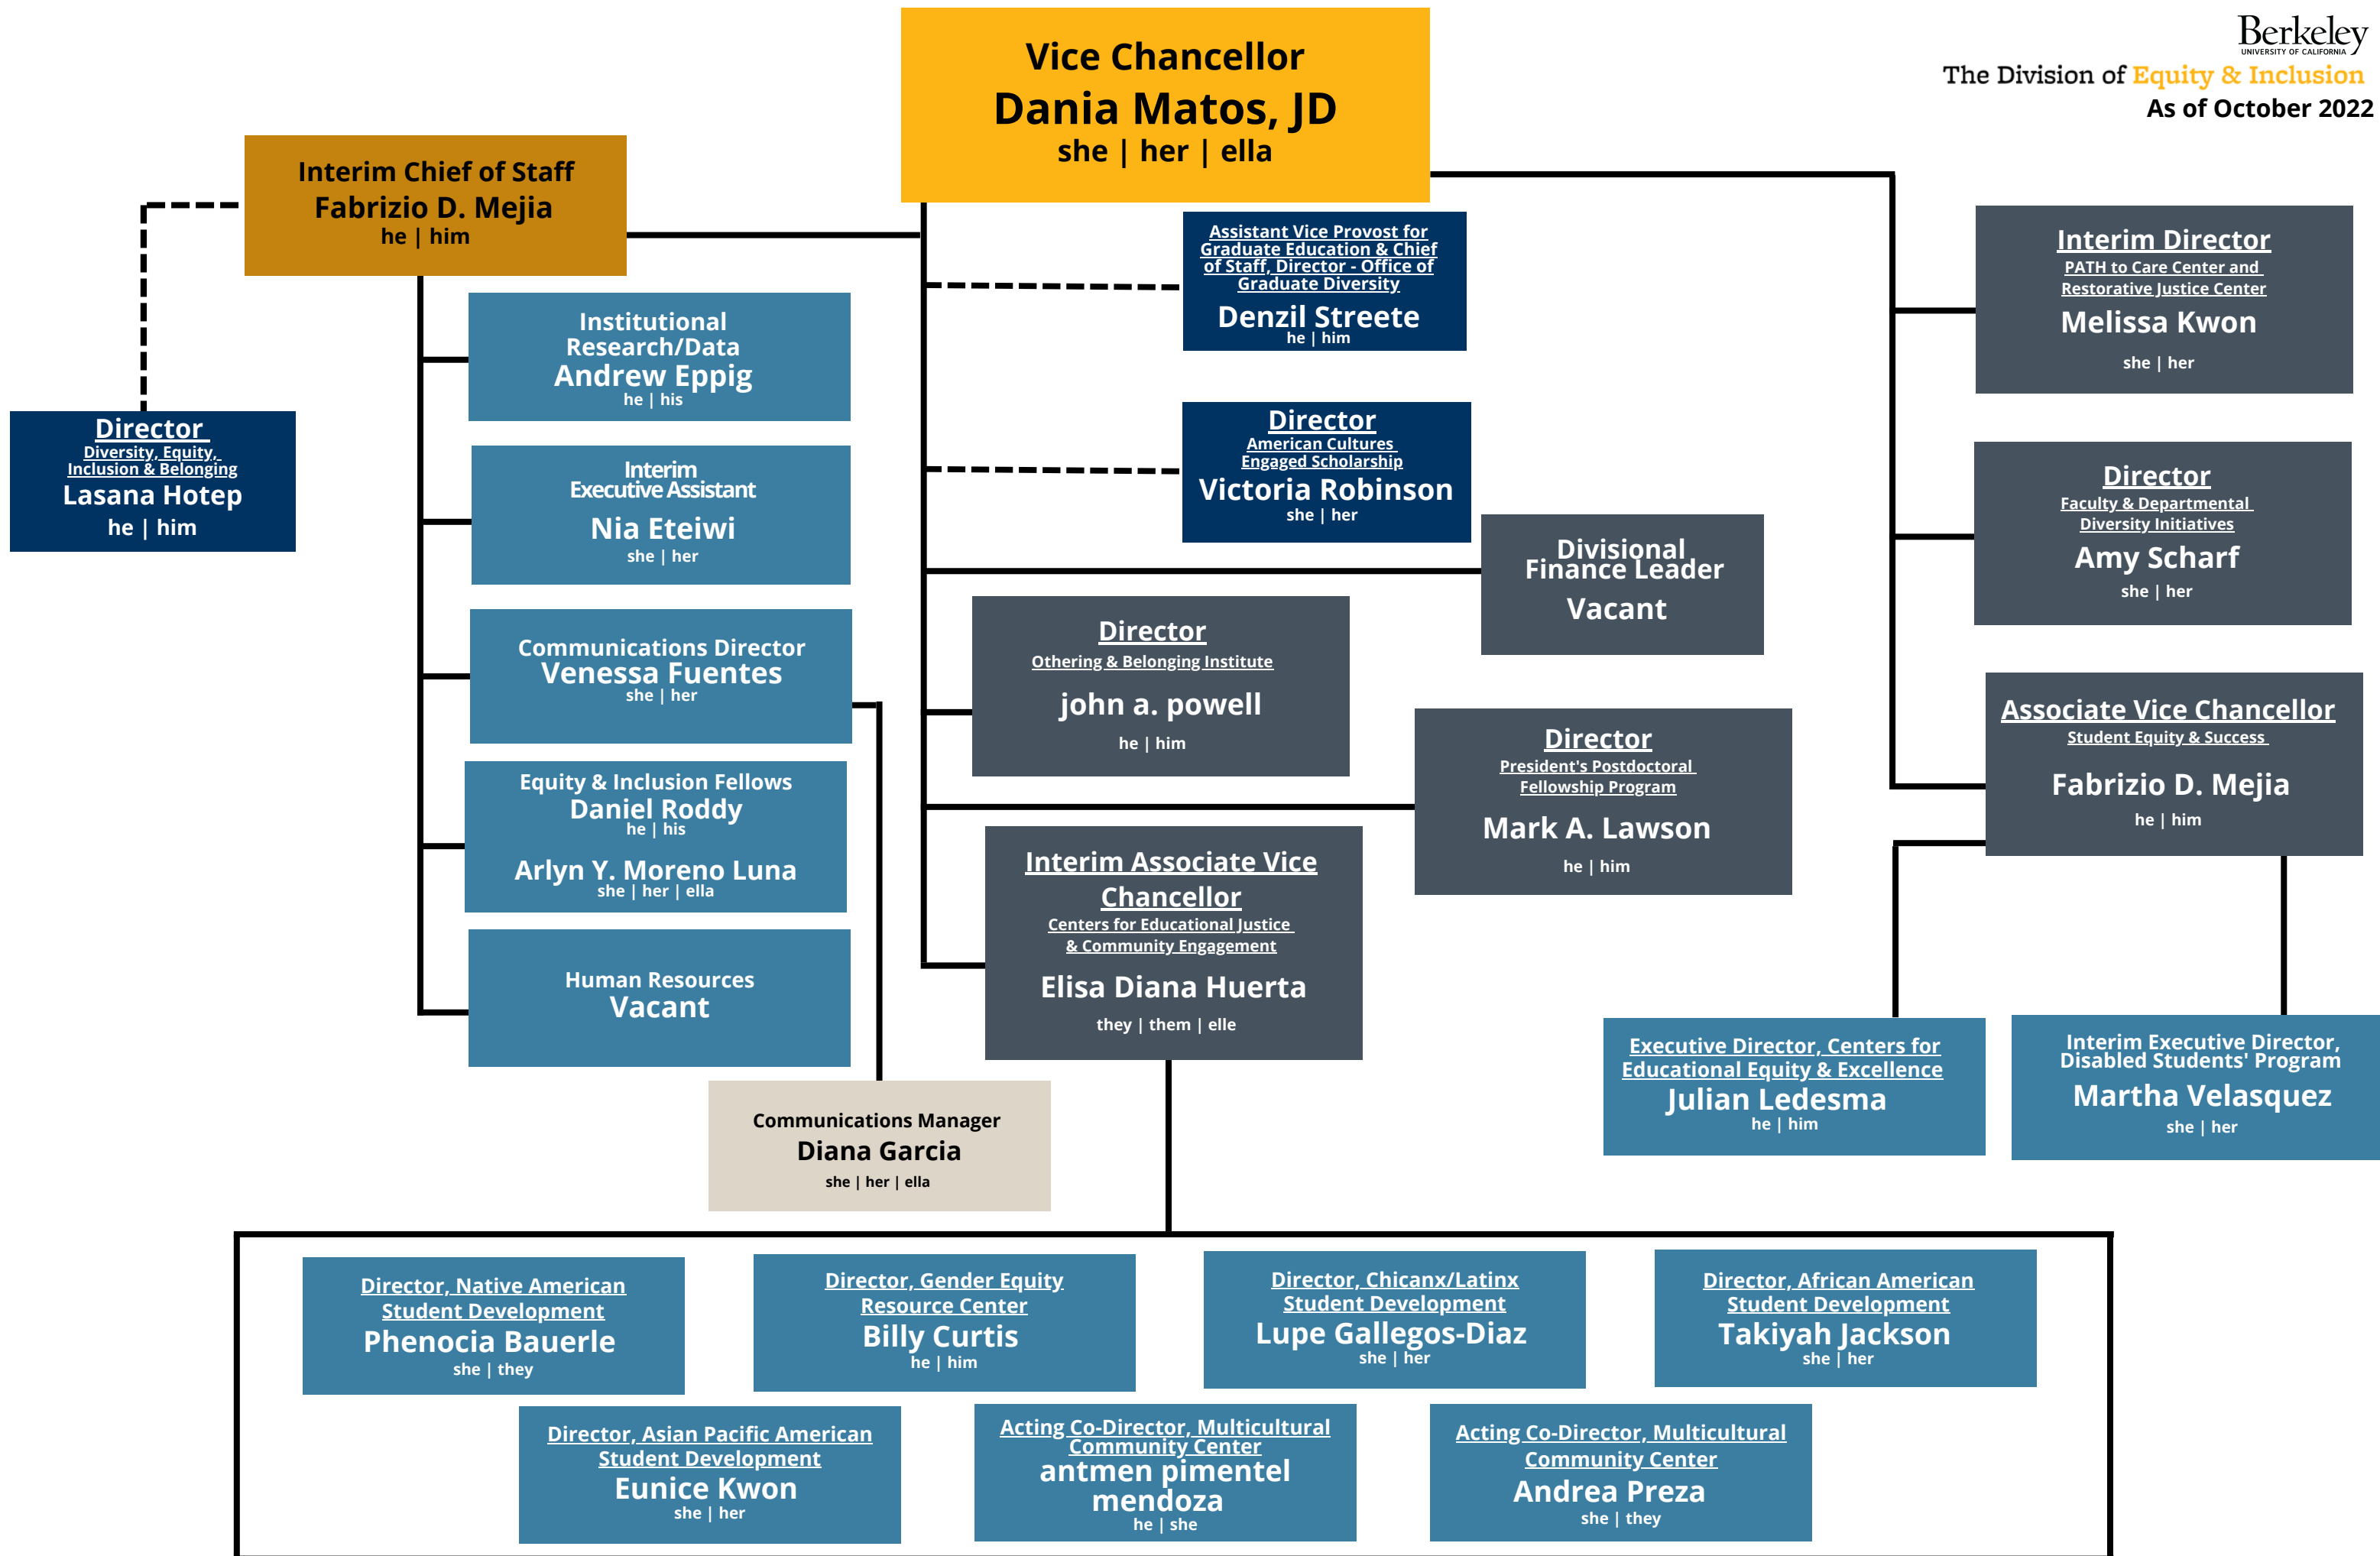 Berkeley
UNIVERSITY OF CALIFORNIA
The Division of Equity & Inclusion
As of October 2022
Vice Chancellor
Dania Matos, JD
she | her | ella
Interim Chief of Staff
Fabrizio D. Mejia
he | him
Director
Diversity, Equity,
Inclusion & Belonging
Lasana Hotep
he | him
Institutional
Research/Data
Andrew Eppig
he | his
Interim
Executive Assistant
Nia Eteiwi
she | her
Communications Director
Venessa Fuentes
she | her
Equity & Inclusion Fellows
Daniel Roddy
he | his
Arlyn Y. Moreno Luna
she | her | ella
Human Resources
Vacant
Communications Manager
Diana Garcia
she | her | ella
Assistant Vice Provost for
Graduate Education & Chief
of Staff, Director - Office of
Graduate Diversity
Denzil Streete
he | him
Director
American Cultures
Engaged Scholarship
Victoria Robinson
she | her
Divisional
Finance Leader
Vacant
Director
Othering & Belonging Institute
john a. powell
he | him
Director
President's Postdoctoral
Fellowship Program
Mark A. Lawson
he | him
Interim Associate Vice
Chancellor
Centers for Educational Justice
& Community Engagement
Elisa Diana Huerta
they | them | elle
Interim Director
PATH to Care Center and
Restorative Justice Center
Melissa Kwon
she | her
Director
Faculty & Departmental
Diversity Initiatives
Amy Scharf
she | her
Associate Vice Chancellor
Student Equity & Success
Fabrizio D. Mejia
he | him
Executive Director, Centers for
Educational Equity & Excellence
Julian Ledesma
he | him
Interim Executive Director,
Disabled Students' Program
Martha Velasquez
she | her
Director, Native American
Student Development
Phenocia Bauerle
she | they
Director, Gender Equity
Resource Center
Billy Curtis
he | him
Director, Chicanx/Latinx
Student Development
Lupe Gallegos-Diaz
she | her
Director, African American
Student Development
Takiyah Jackson
she | her
Director, Asian Pacific American
Student Development
Eunice Kwon
she | her
Acting Co-Director, Multicultural
Community Center
antmen pimentel
mendoza
he | she
Acting Co-Director, Multicultural
Community Center
Andrea Preza
she | they